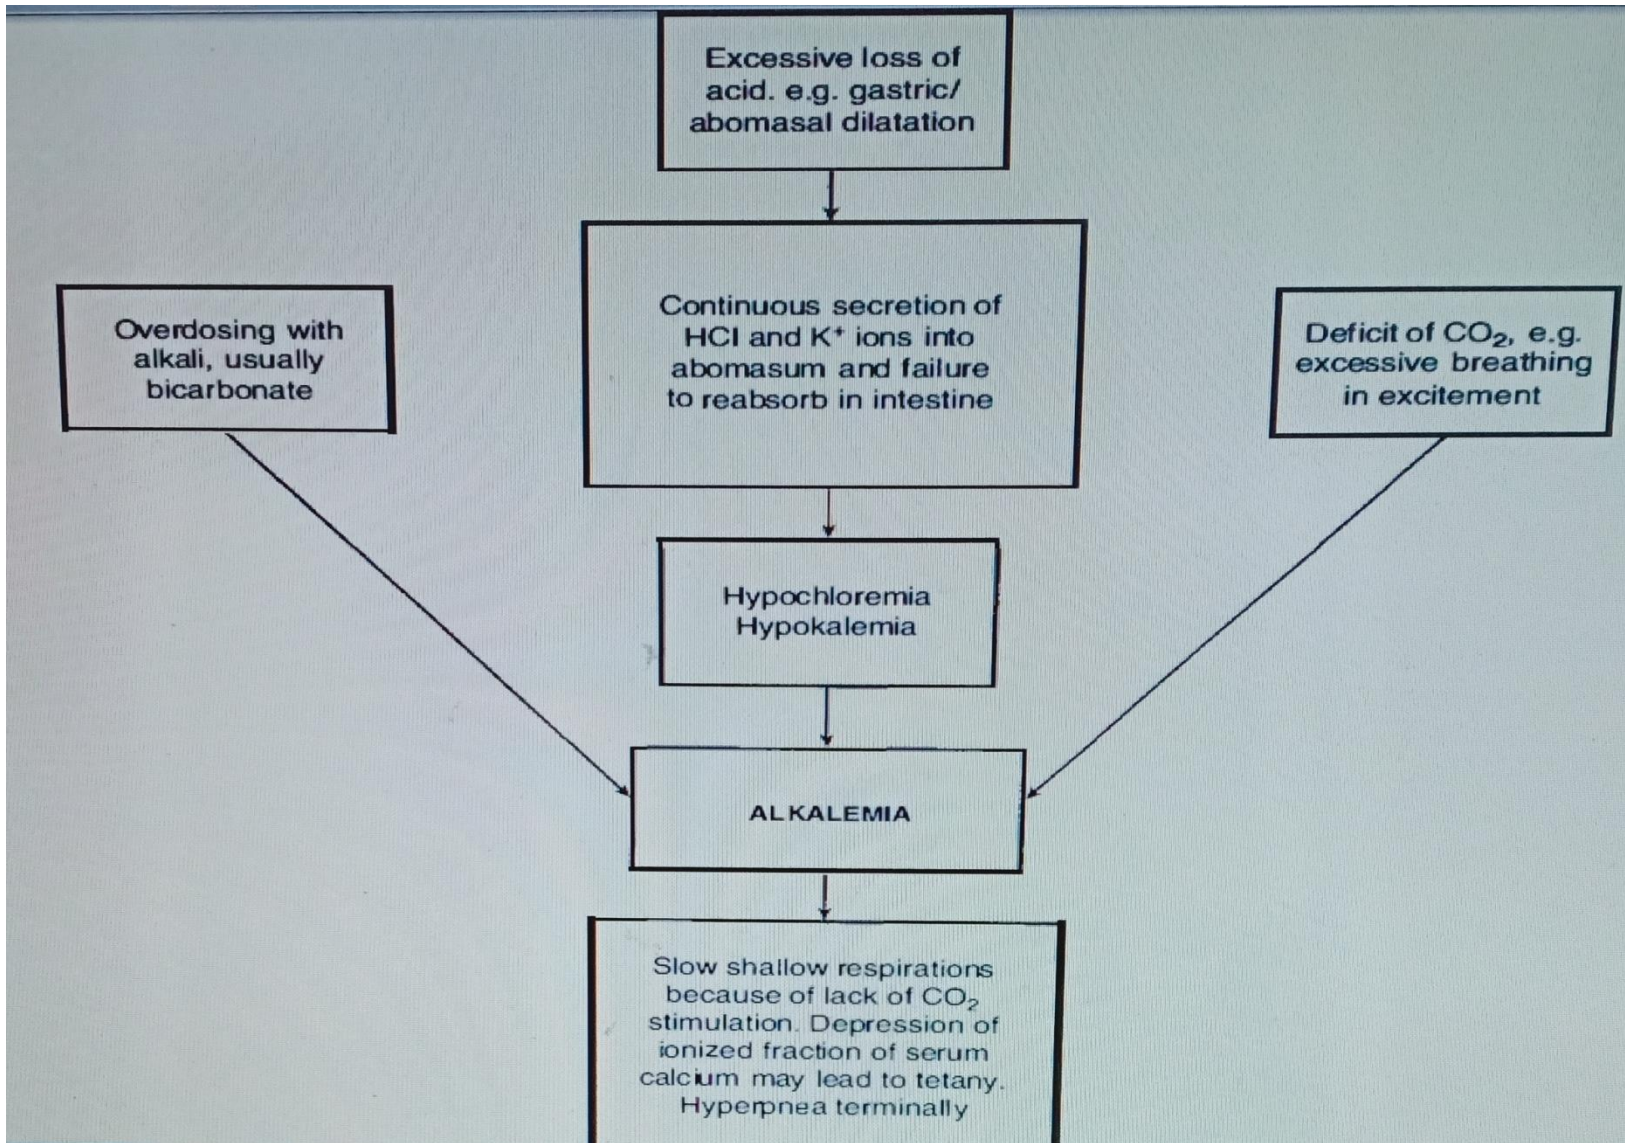 Excessive loss of
acid. e.g. gastric/
abomasal dilatation
Continuous secretion of
HCl and K⁺ ions into
abomasum and failure
to reabsorb in intestine
Overdosing with
alkali, usually
bicarbonate
Deficit of CO₂, e.g.
excessive breathing
in excitement
Hypochloremia
Hypokalemia
ALKALEMIA
Slow shallow respirations
because of lack of CO₂
stimulation. Depression of
ionized fraction of serum
calcium may lead to tetany.
Hyperpnea terminally